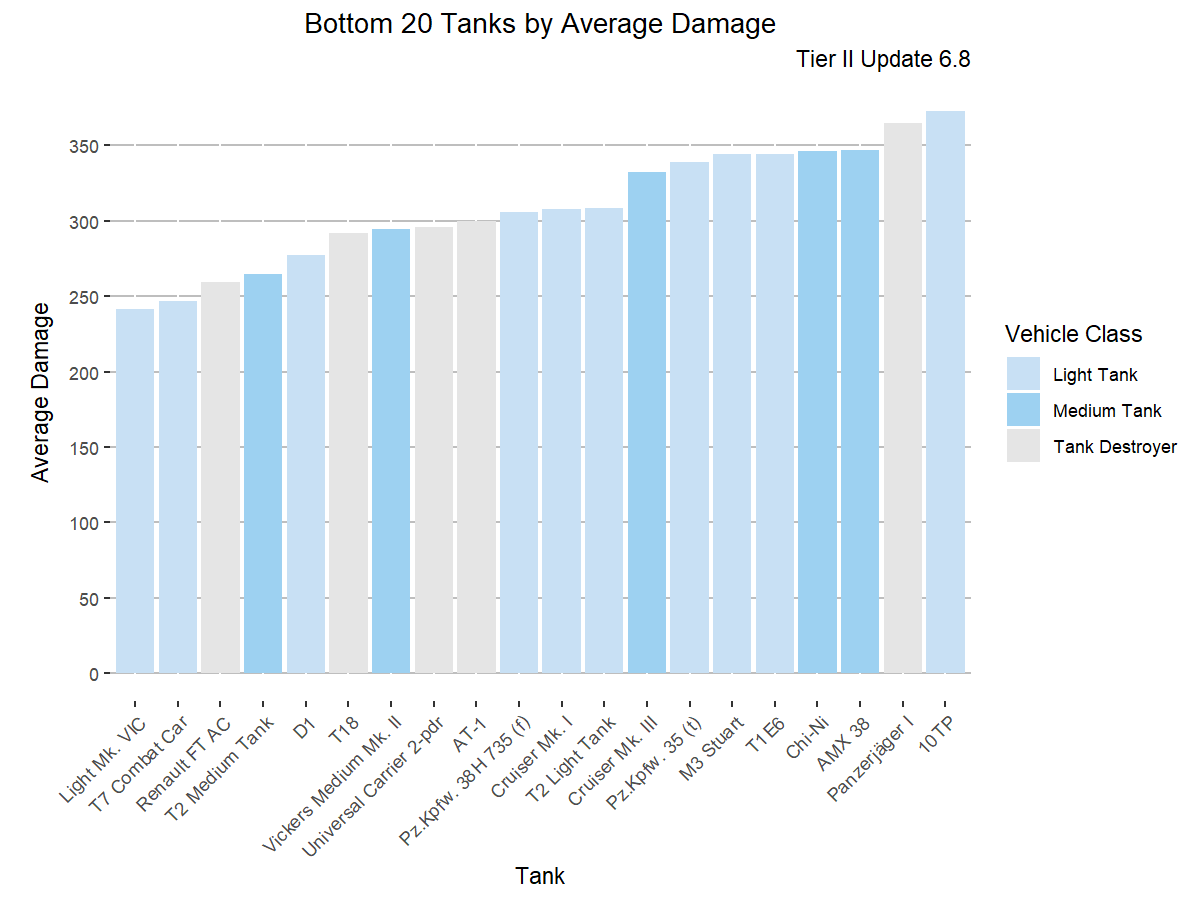 Bottom 20 Tanks by Average Damage
Tier II Update 6.8
Average Damage
350
300
250
200
150
100
50
0
Light Mk. VIC
T7 Combat Car
Renault FT AC
T2 Medium Tank
D1
T18
Vickers Medium Mk. II
Universal Carrier 2-pdr
AT-1
Pz.Kpfw. 38H 735 (f)
Cruiser Mk. I
T2 Light Tank
Cruiser Mk. III
Pz.Kpfw. 35 (t)
M3 Stuart
T1E6
Chi-Ni
AMX 38
Panzerjäger I
10TP
Tank
Vehicle Class
Light Tank
Medium Tank
Tank Destroyer